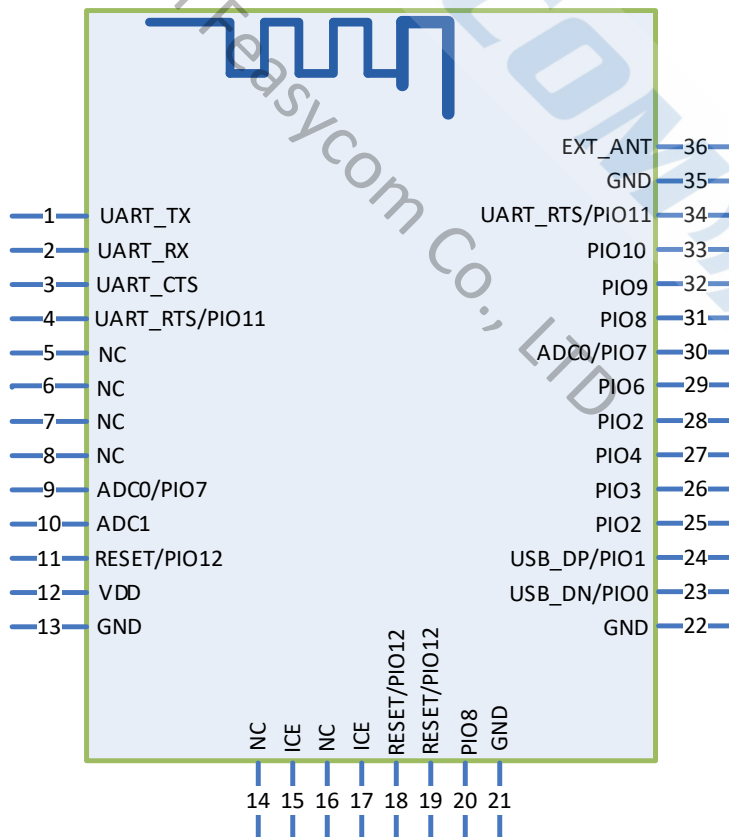 Feasycom Co., LTD
COM
EXT_ANT 36
GND 35
1 UART_TX
UART_RTS/PIO11 34
2 UART_RX
PIO10 33
3 UART_CTS
PIO9 32
4 UART_RTS/PIO11
PIO8 31
5 NC
ADC0/PIO7 30
6 NC
PIO6 29
7 NC
PIO2 28
8 NC
PIO4 27
9 ADC0/PIO7
PIO3 26
10 ADC1
PIO2 25
11 RESET/PIO12
USB_DP/PIO1 24
12 VDD
USB_DN/PIO0 23
13 GND
GND 22
NC ICE NC ICE RESET/PIO12 RESET/PIO12 PIO8 GND
14 15 16 17 18 19 20 21